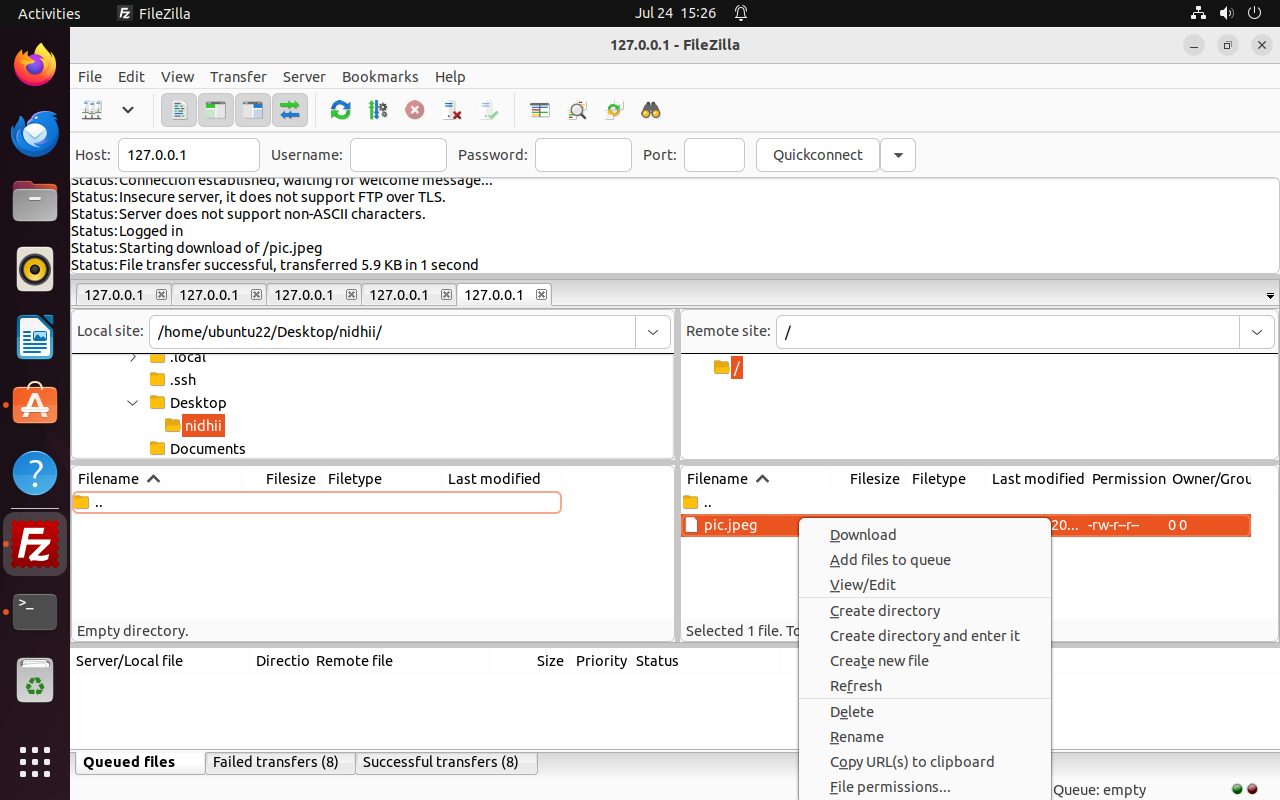 Activities FileZilla Jul 24 15:26
127.0.0.1 - FileZilla
File Edit View Transfer Server Bookmarks Help
Host: 127.0.0.1 Username: Password: Port: Quickconnect
Status: Connection established, waiting for welcome message...
Status: Insecure server, it does not support FTP over TLS.
Status: Server does not support non-ASCII characters.
Status: Logged in
Status: Starting download of /pic.jpeg
Status: File transfer successful, transferred 5.9 KB in 1 second
127.0.0.1 127.0.0.1 127.0.0.1 127.0.0.1 127.0.0.1
Local site: /home/ubuntu22/Desktop/nidhii/ Remote site: /
.local /
.ssh
Desktop
nidhii
Documents
Filename Filesize Filetype Last modified Filename Filesize Filetype Last modified Permission Owner/Grou
.. ..
pic.jpeg 20... -rw-r--r-- 0 0
Download
Add files to queue
View/Edit
Create directory
Create directory and enter it
Create new file
Refresh
Delete
Rename
Copy URL(s) to clipboard
File permissions...
Empty directory. Selected 1 file. To
Server/Local file Directio Remote file Size Priority Status
Queued files Failed transfers (8) Successful transfers (8)
Queue: empty